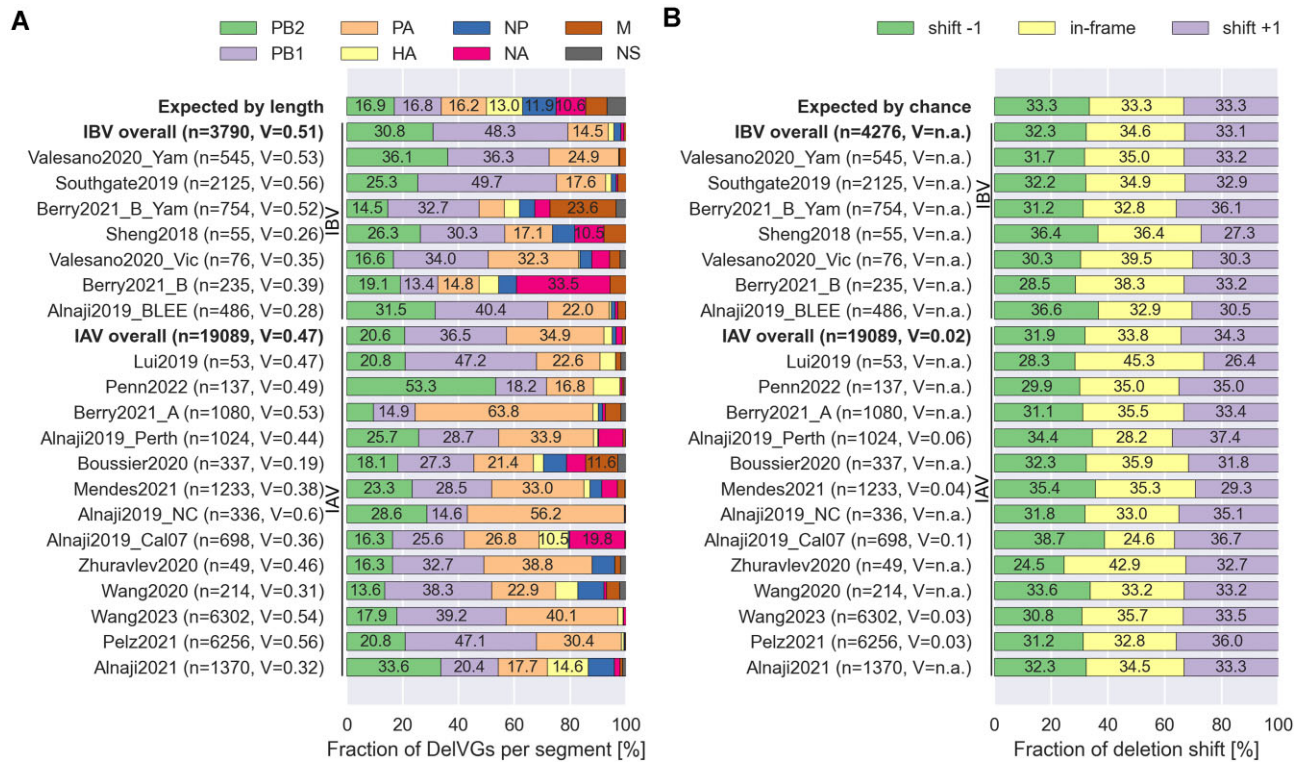 A
PB2 PA NP M
PB1 HA NA NS
Expected by length 16.9 16.8 16.2 13.0 11.9 10.6
IBV overall (n=3790, V=0.51) 30.8 48.3 14.5
Valesano2020_Yam (n=545, V=0.53) 36.1 36.3 24.9
Southgate2019 (n=2125, V=0.56) 25.3 49.7 17.6
Berry2021_B_Yam (n=754, V=0.52) 14.5 32.7 23.6
Sheng2018 (n=55, V=0.26) 26.3 30.3 17.1 10.5
Valesano2020_Vic (n=76, V=0.35) 16.6 34.0 32.3
Berry2021_B (n=235, V=0.39) 19.1 13.4 14.8 33.5
Alnaji2019_BLEE (n=486, V=0.28) 31.5 40.4 22.0
IBV
IAV overall (n=19089, V=0.47) 20.6 36.5 34.9
Lui2019 (n=53, V=0.47) 20.8 47.2 22.6
Penn2022 (n=137, V=0.49) 53.3 18.2 16.8
Berry2021_A (n=1080, V=0.53) 14.9 63.8
Alnaji2019_Perth (n=1024, V=0.44) 25.7 28.7 33.9
Boussier2020 (n=337, V=0.19) 18.1 27.3 21.4 11.6
Mendes2021 (n=1233, V=0.38) 23.3 28.5 33.0
Alnaji2019_NC (n=336, V=0.6) 28.6 14.6 56.2
Alnaji2019_Cal07 (n=698, V=0.36) 16.3 25.6 26.8 10.5 19.8
Zhuravlev2020 (n=49, V=0.46) 16.3 32.7 38.8
Wang2020 (n=214, V=0.31) 13.6 38.3 22.9
Wang2023 (n=6302, V=0.54) 17.9 39.2 40.1
Pelz2021 (n=6256, V=0.56) 20.8 47.1 30.4
Alnaji2021 (n=1370, V=0.32) 33.6 20.4 17.7 14.6
IAV
0 20 40 60 80 100
Fraction of DelVGs per segment [%]
B
shift -1 in-frame shift +1
Expected by chance 33.3 33.3 33.3
IBV overall (n=4276, V=n.a.) 32.3 34.6 33.1
Valesano2020_Yam (n=545, V=n.a.) 31.7 35.0 33.2
Southgate2019 (n=2125, V=n.a.) 32.2 34.9 32.9
Berry2021_B_Yam (n=754, V=n.a.) 31.2 32.8 36.1
Sheng2018 (n=55, V=n.a.) 36.4 36.4 27.3
Valesano2020_Vic (n=76, V=n.a.) 30.3 39.5 30.3
Berry2021_B (n=235, V=n.a.) 28.5 38.3 33.2
Alnaji2019_BLEE (n=486, V=n.a.) 36.6 32.9 30.5
IBV
IAV overall (n=19089, V=0.02) 31.9 33.8 34.3
Lui2019 (n=53, V=n.a.) 28.3 45.3 26.4
Penn2022 (n=137, V=n.a.) 29.9 35.0 35.0
Berry2021_A (n=1080, V=n.a.) 31.1 35.5 33.4
Alnaji2019_Perth (n=1024, V=0.06) 34.4 28.2 37.4
Boussier2020 (n=337, V=n.a.) 32.3 35.9 31.8
Mendes2021 (n=1233, V=0.04) 35.4 35.3 29.3
Alnaji2019_NC (n=336, V=n.a.) 31.8 33.0 35.1
Alnaji2019_Cal07 (n=698, V=0.1) 38.7 24.6 36.7
Zhuravlev2020 (n=49, V=n.a.) 24.5 42.9 32.7
Wang2020 (n=214, V=n.a.) 33.6 33.2 33.2
Wang2023 (n=6302, V=0.03) 30.8 35.7 33.5
Pelz2021 (n=6256, V=0.03) 31.2 32.8 36.0
Alnaji2021 (n=1370, V=n.a.) 32.3 34.5 33.3
IAV
0 20 40 60 80 100
Fraction of deletion shift [%]